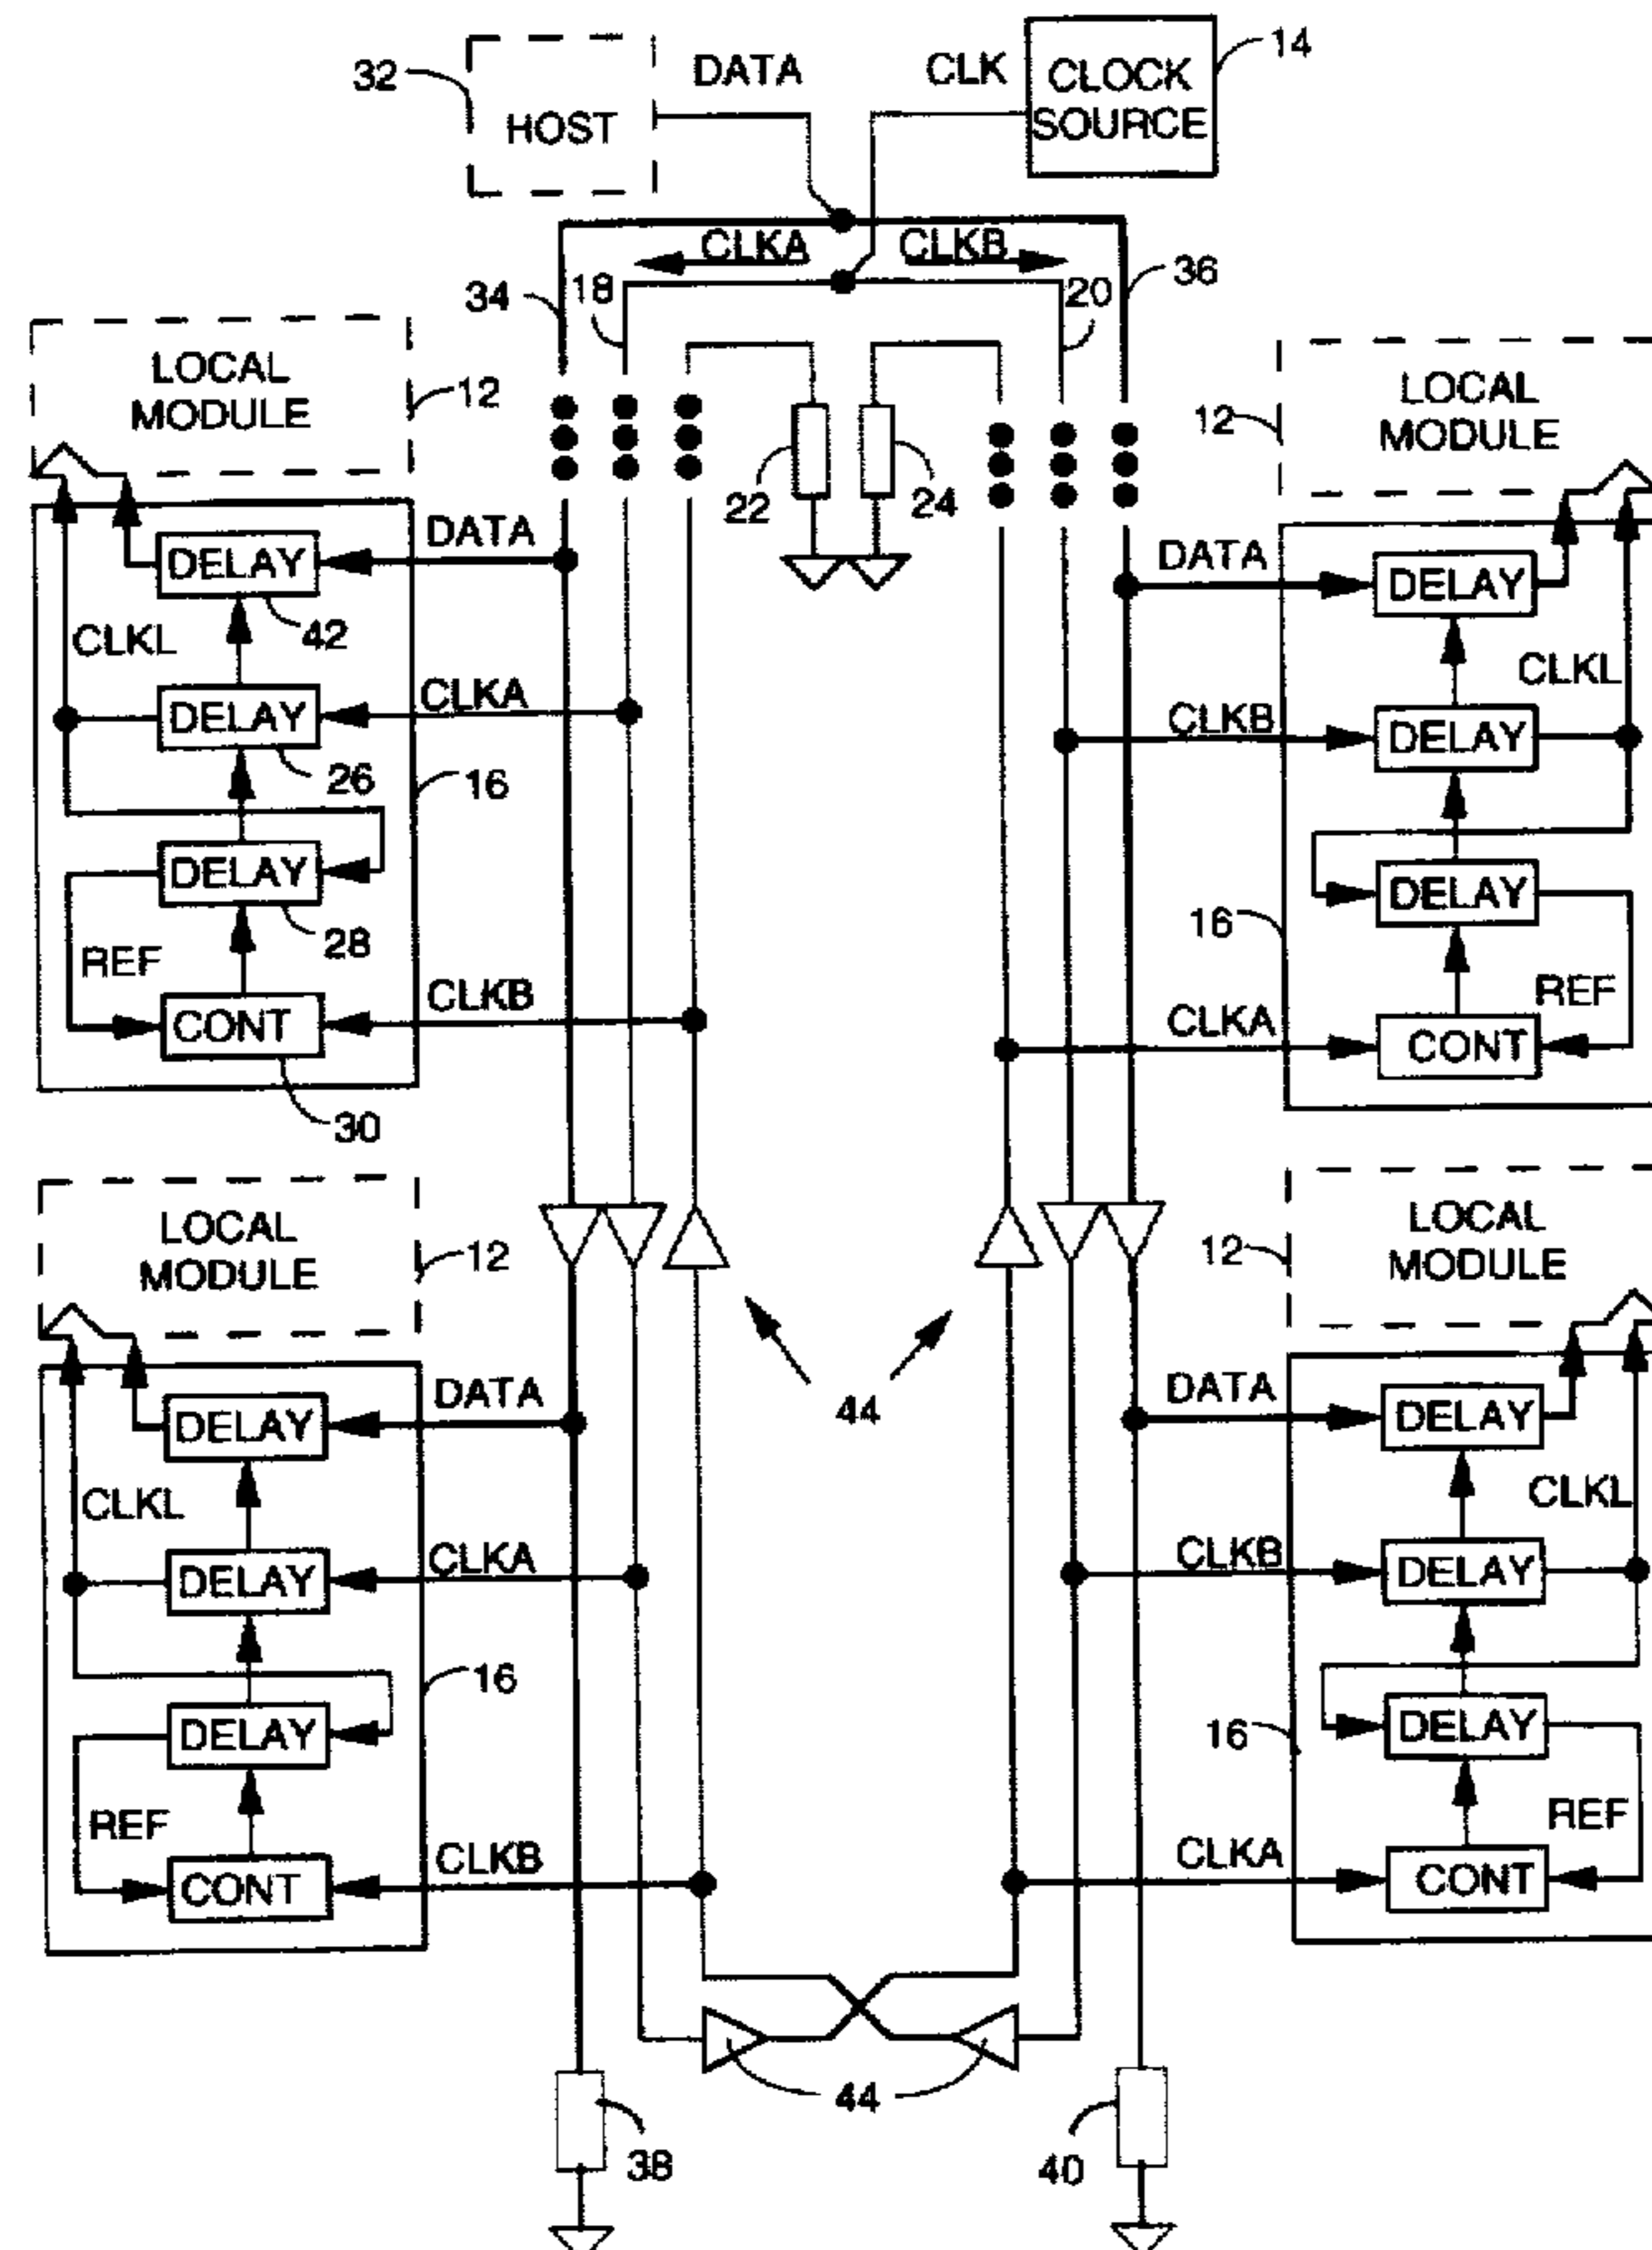 32
HOST
DATA
CLK
CLOCK
SOURCE
14
CLKA
CLKB
34
18
20
36
LOCAL
MODULE
12
22
24
12
LOCAL
MODULE
DATA
DELAY
42
CLKL
CLKA
DELAY
26
16
DELAY
28
REF
CLKB
CONT
30
DATA
DELAY
CLKL
CLKB
DELAY
DELAY
16
REF
CLKA
CONT
LOCAL
MODULE
12
44
12
LOCAL
MODULE
DATA
DELAY
CLKL
CLKA
DELAY
16
DELAY
REF
CLKB
CONT
DATA
DELAY
CLKL
CLKB
DELAY
DELAY
16
REF
CLKA
CONT
44
38
40